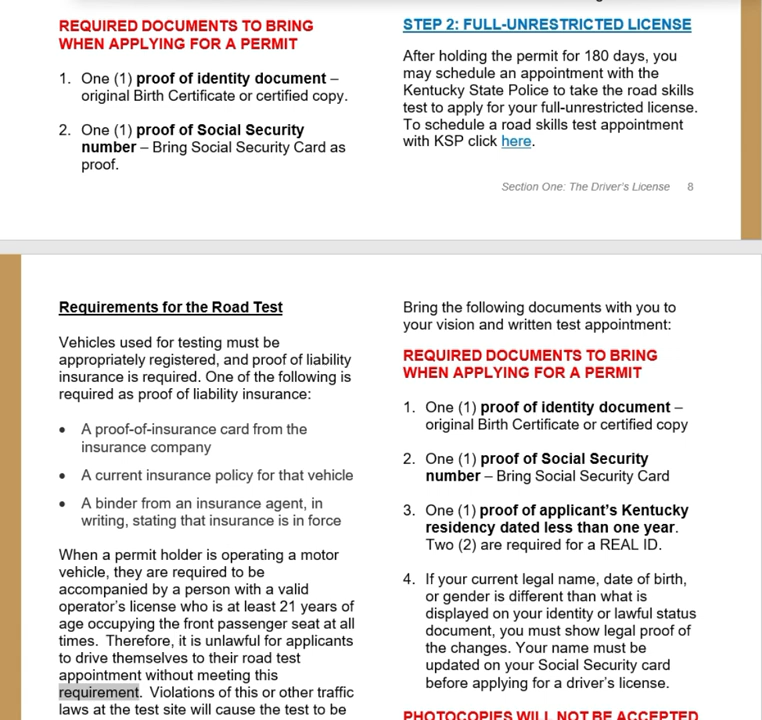 REQUIRED DOCUMENTS TO BRING
WHEN APPLYING FOR A PERMIT
1. One (1) proof of identity document –
original Birth Certificate or certified copy.
2. One (1) proof of Social Security
number – Bring Social Security Card as
proof.
STEP 2: FULL-UNRESTRICTED LICENSE
After holding the permit for 180 days, you
may schedule an appointment with the
Kentucky State Police to take the road skills
test to apply for your full-unrestricted license.
To schedule a road skills test appointment
with KSP click here.
Section One: The Driver's License 8
Requirements for the Road Test
Vehicles used for testing must be
appropriately registered, and proof of liability
insurance is required. One of the following is
required as proof of liability insurance:
• A proof-of-insurance card from the
insurance company
• A current insurance policy for that vehicle
• A binder from an insurance agent, in
writing, stating that insurance is in force
When a permit holder is operating a motor
vehicle, they are required to be
accompanied by a person with a valid
operator's license who is at least 21 years of
age occupying the front passenger seat at all
times. Therefore, it is unlawful for applicants
to drive themselves to their road test
appointment without meeting this
requirement. Violations of this or other traffic
laws at the test site will cause the test to be
Bring the following documents with you to
your vision and written test appointment:
REQUIRED DOCUMENTS TO BRING
WHEN APPLYING FOR A PERMIT
1. One (1) proof of identity document –
original Birth Certificate or certified copy
2. One (1) proof of Social Security
number – Bring Social Security Card
3. One (1) proof of applicant's Kentucky
residency dated less than one year.
Two (2) are required for a REAL ID.
4. If your current legal name, date of birth,
or gender is different than what is
displayed on your identity or lawful status
document, you must show legal proof of
the changes. Your name must be
updated on your Social Security card
before applying for a driver's license.
PHOTOCOPIES WILL NOT BE ACCEPTED